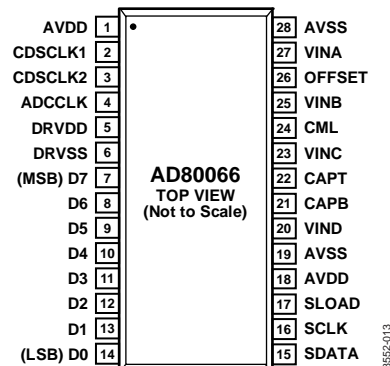 AVDD 1 28 AVSS
CDSCLK1 2 27 VINA
CDSCLK2 3 26 OFFSET
ADCCLK 4 25 VINB
DRVDD 5 24 CML
DRVSS 6 23 VINC
(MSB) D7 7 AD80066 22 CAPT
TOP VIEW
D6 8 (Not to Scale) 21 CAPB
D5 9 20 VIND
D4 10 19 AVSS
D3 11 18 AVDD
D2 12 17 SLOAD
D1 13 16 SCLK
(LSB) D0 14 15 SDATA